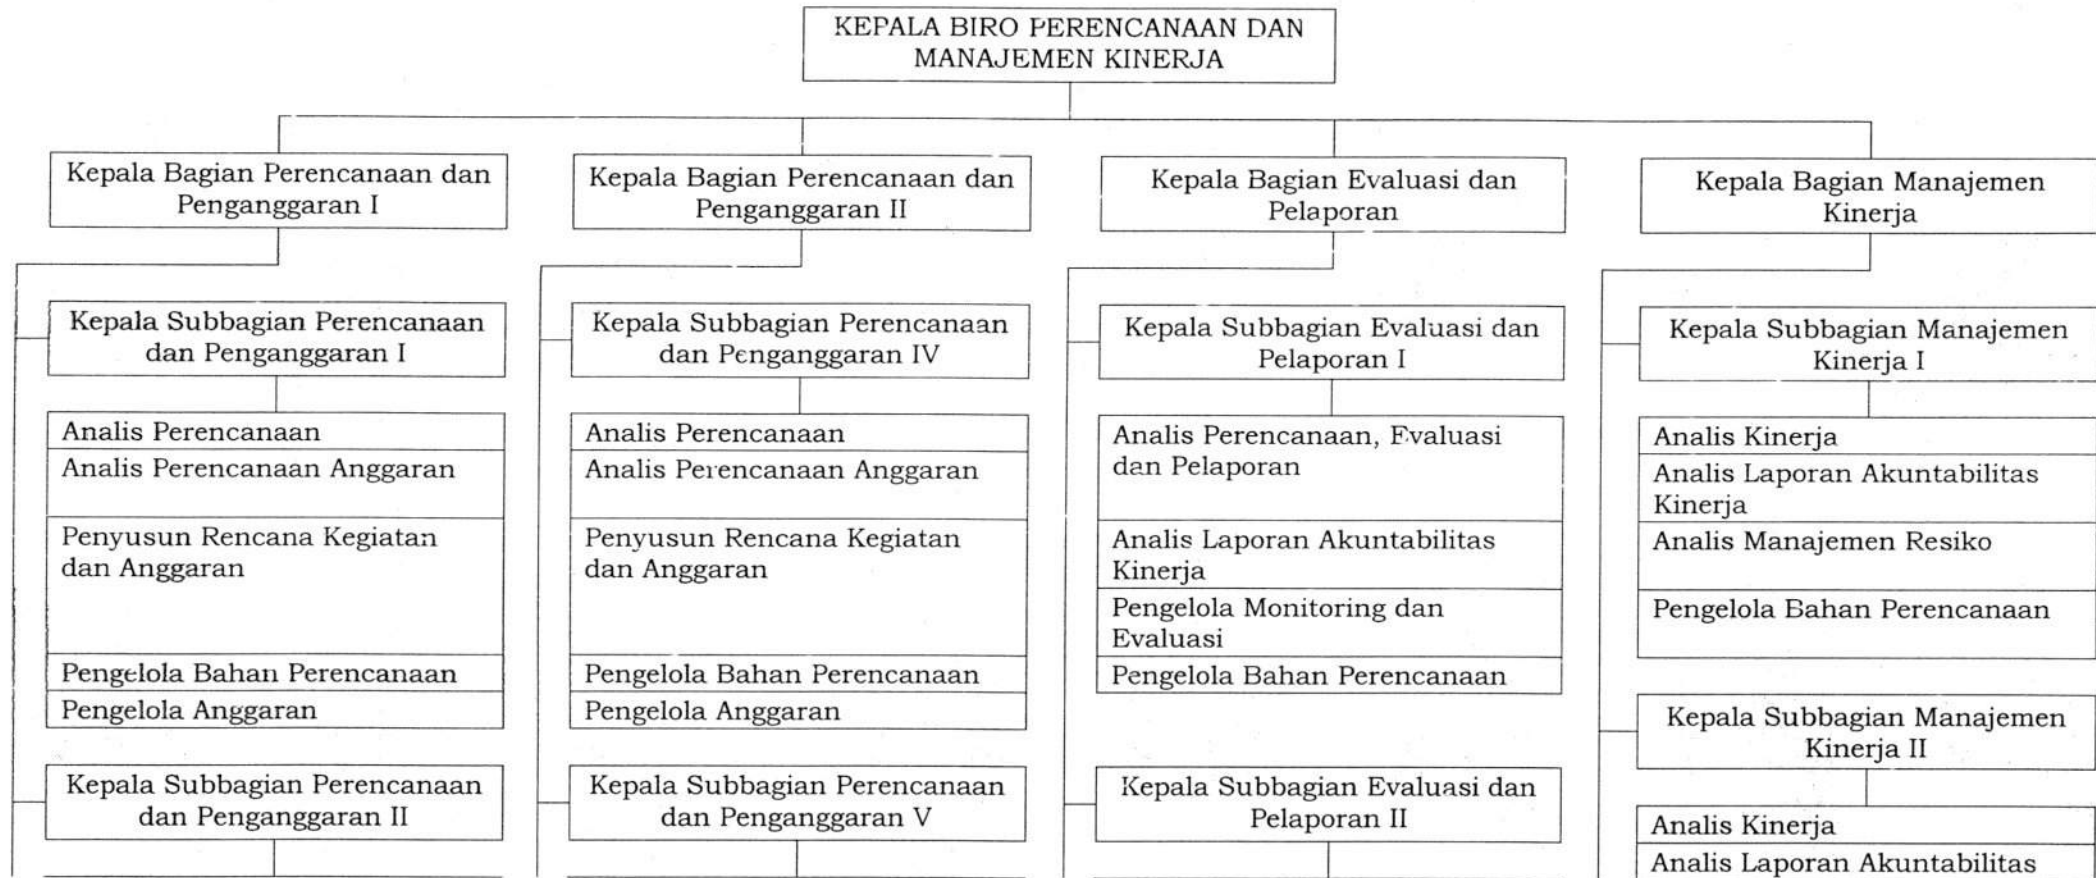 KEPALA BIRO PERENCANAAN DAN
MANAJEMEN KINERJA
Kepala Bagian Perencanaan dan
Penganggaran I
Kepala Bagian Perencanaan dan
Penganggaran II
Kepala Bagian Evaluasi dan
Pelaporan
Kepala Bagian Manajemen
Kinerja
Kepala Subbagian Perencanaan
dan Penganggaran I
Analis Perencanaan
Analis Perencanaan Anggaran
Penyusun Rencana Kegiatan
dan Anggaran
Pengelola Bahan Perencanaan
Pengelola Anggaran
Kepala Subbagian Perencanaan
dan Penganggaran II
Kepala Subbagian Perencanaan
dan Penganggaran IV
Analis Perencanaan
Analis Perencanaan Anggaran
Penyusun Rencana Kegiatan
dan Anggaran
Pengelola Bahan Perencanaan
Pengelola Anggaran
Kepala Subbagian Perencanaan
dan Penganggaran V
Kepala Subbagian Evaluasi dan
Pelaporan I
Analis Perencanaan, Evaluasi
dan Pelaporan
Analis Laporan Akuntabilitas
Kinerja
Pengelola Monitoring dan
Evaluasi
Pengelola Bahan Perencanaan
Kepala Subbagian Evaluasi dan
Pelaporan II
Kepala Subbagian Manajemen
Kinerja I
Analis Kinerja
Analis Laporan Akuntabilitas
Kinerja
Analis Manajemen Resiko
Pengelola Bahan Perencanaan
Kepala Subbagian Manajemen
Kinerja II
Analis Kinerja
Analis Laporan Akuntabilitas